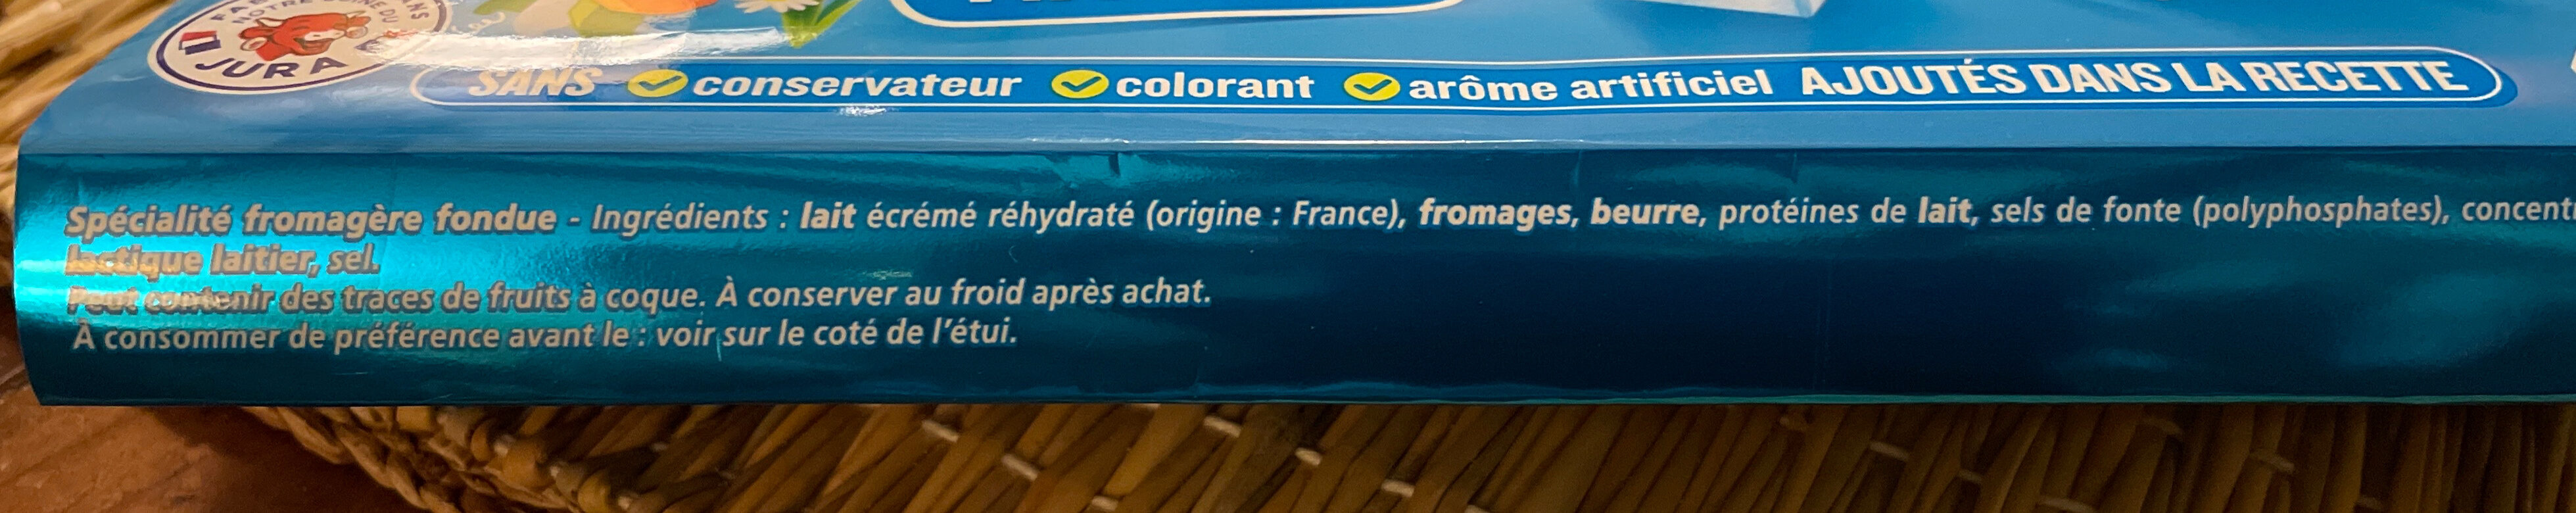 JURA
SANS conservateur colorant arôme artificiel AJOUTÉS DANS LA RECETTE
Spécialité fromagère fondue - Ingrédients : lait écrémé réhydraté (origine : France), fromages, beurre, protéines de lait, sels de fonte (polyphosphates), concent
lactique laitier, sel.
Peut contenir des traces de fruits à coque. À conserver au froid après achat.
À consommer de préférence avant le : voir sur le coté de l'étui.